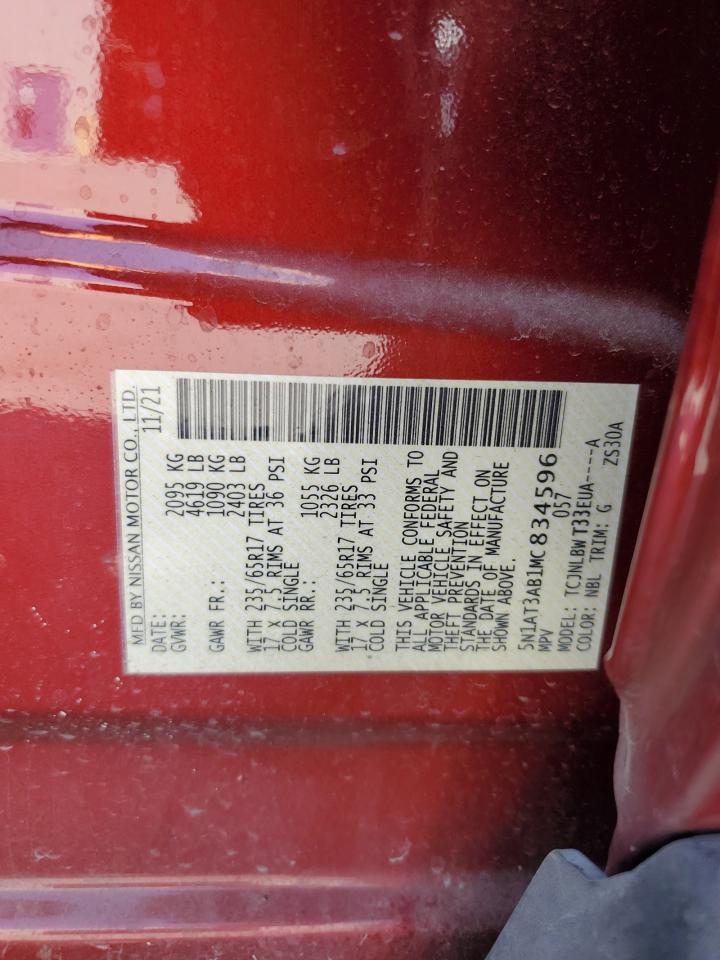 MFD BY NISSAN MOTOR CO., LTD.
DATE: 11/21
GVWR: 2095 KG
4619 LB
GAWR FR.: 1090 KG
2403 LB
WITH 235/65R17 TIRES
17 X 7.5 RIMS AT 36 PSI
COLD SINGLE
GAWR RR.: 1055 KG
2326 LB
WITH 235/65R17 TIRES
17 X 7.5 RIMS AT 33 PSI
COLD SINGLE
THIS VEHICLE CONFORMS TO
ALL APPLICABLE FEDERAL
MOTOR VEHICLE SAFETY AND
THEFT PREVENTION
STANDARDS IN EFFECT ON
THE DATE OF MANUFACTURE
SHOWN ABOVE.
5N1AT3AB1MC834596
MPV 057
MODEL: TCJNLBWT33EUA----A
COLOR: NBL TRIM: G ZS30A